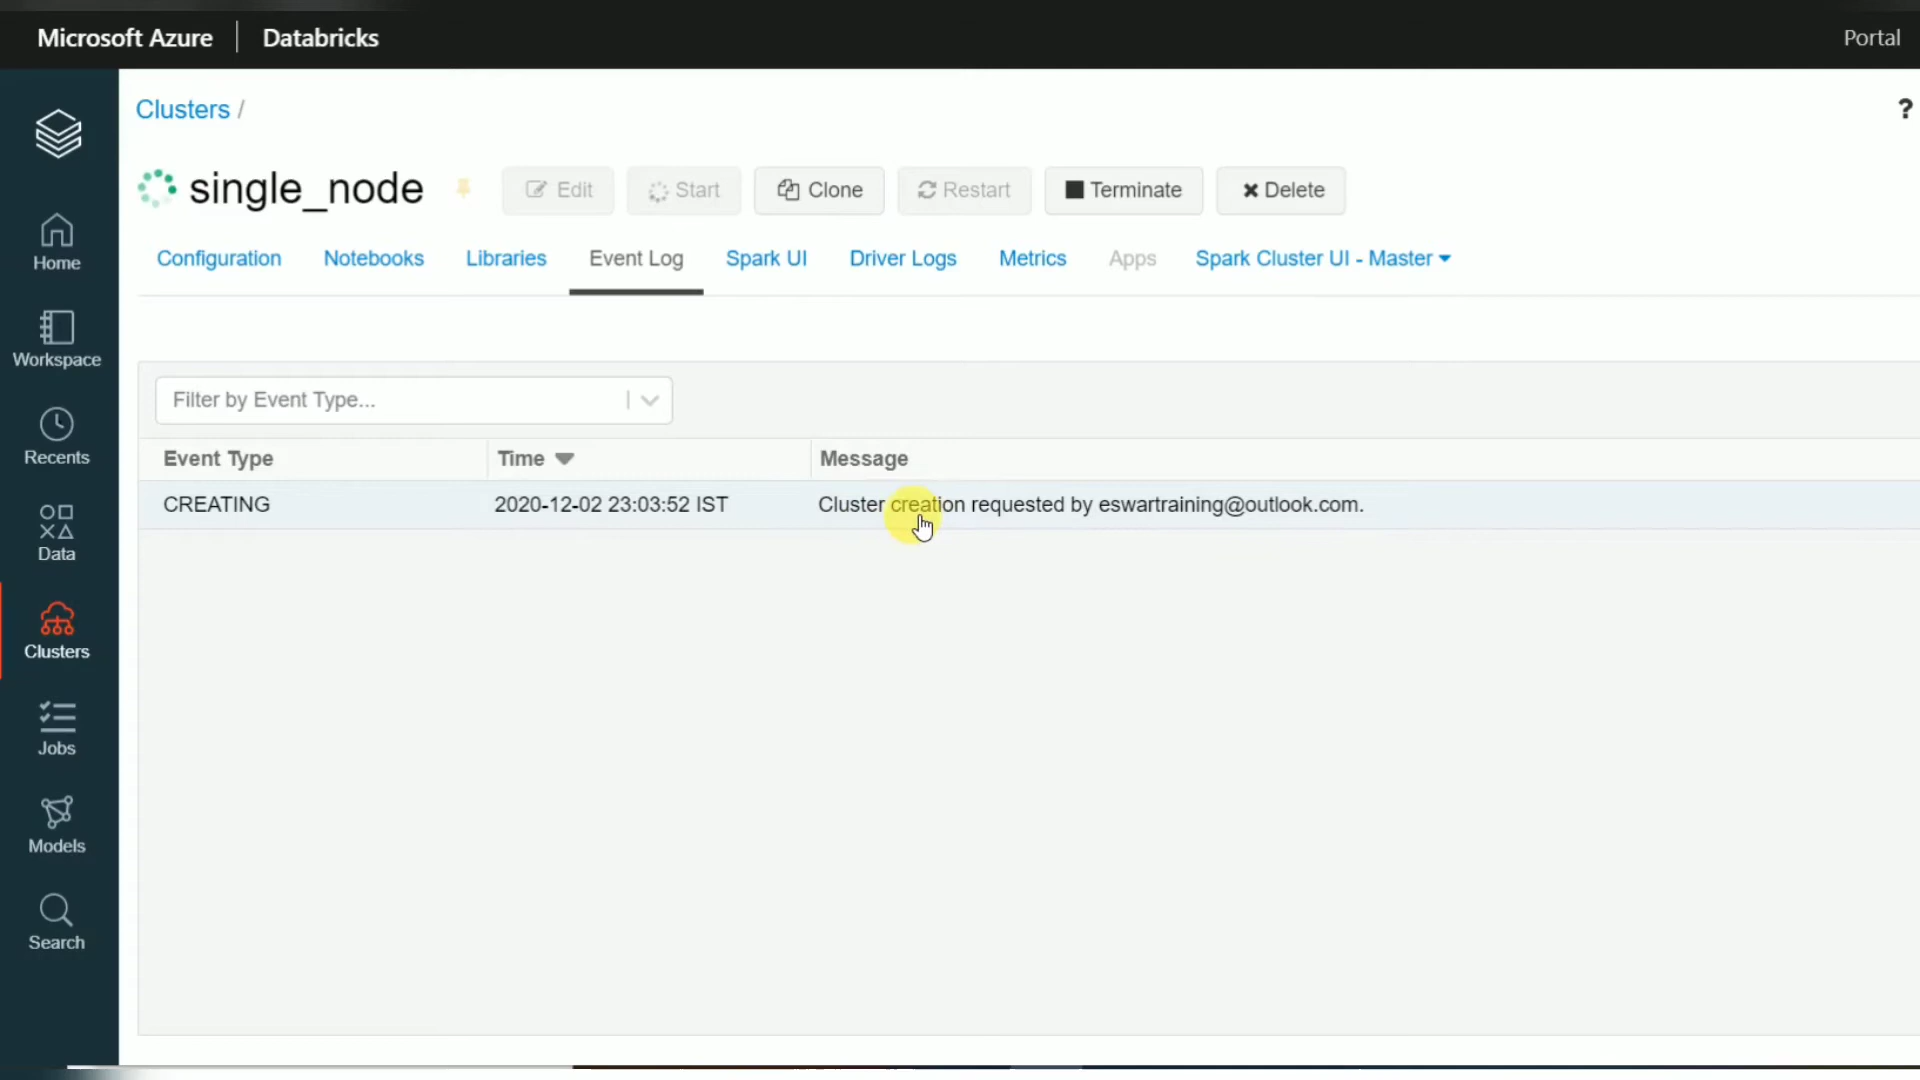 Microsoft Azure | Databricks
Portal
Clusters /
?
single_node
Edit
Start
Clone
Restart
Terminate
Delete
Configuration
Notebooks
Libraries
Event Log
Spark UI
Driver Logs
Metrics
Apps
Spark Cluster UI - Master
Filter by Event Type...
Event Type
Time
Message
CREATING
2020-12-02 23:03:52 IST
Cluster creation requested by eswartraining@outlook.com.
Home
Workspace
Recents
Data
Clusters
Jobs
Models
Search